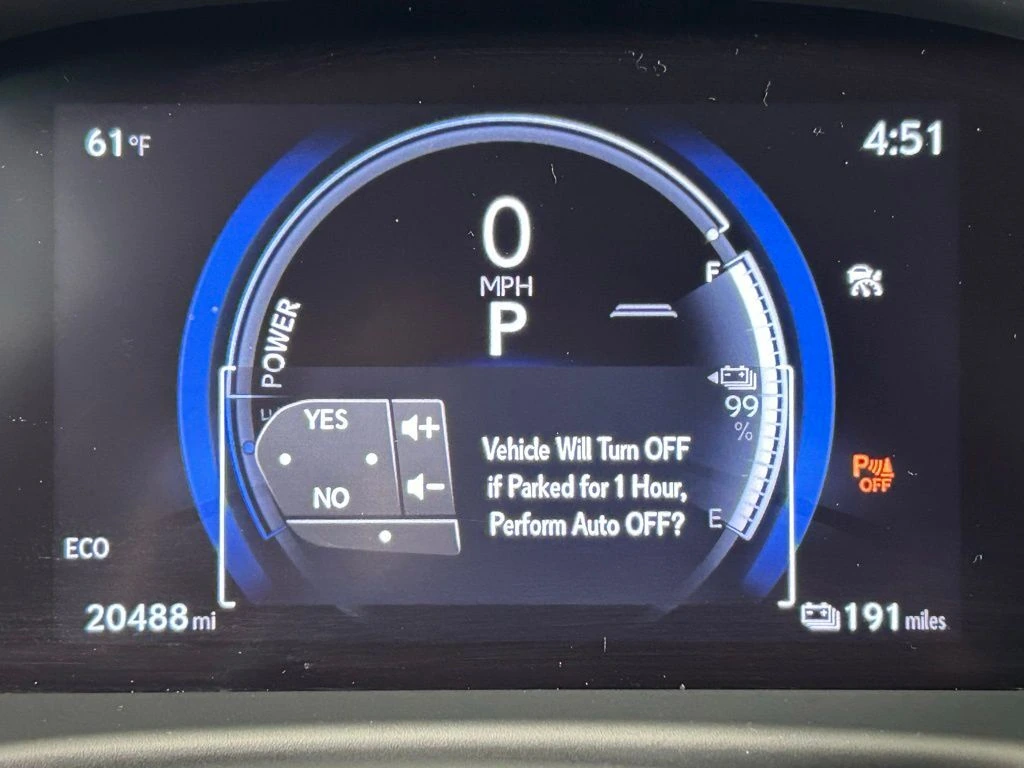 61°F
4:51
0
MPH
P
F
POWER
99
%
YES
NO
Vehicle Will Turn OFF
if Parked for 1 Hour,
Perform Auto OFF?
P
OFF
E
ECO
20488 mi
191 miles